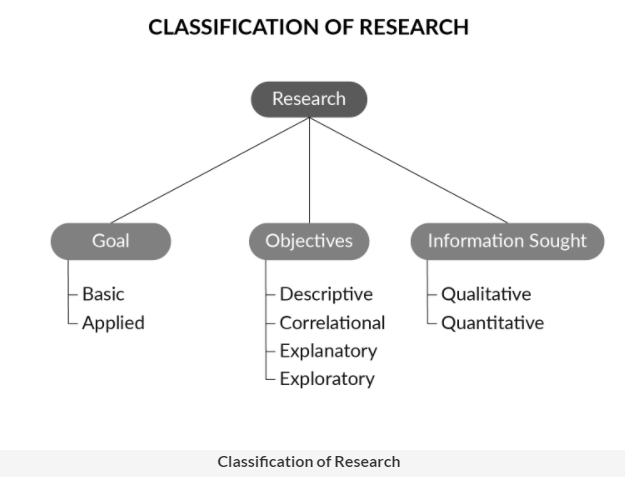 CLASSIFICATION OF RESEARCH
Research
Goal
Basic
Applied
Objectives
Descriptive
Correlational
Explanatory
Exploratory
Information Sought
Qualitative
Quantitative
Classification of Research